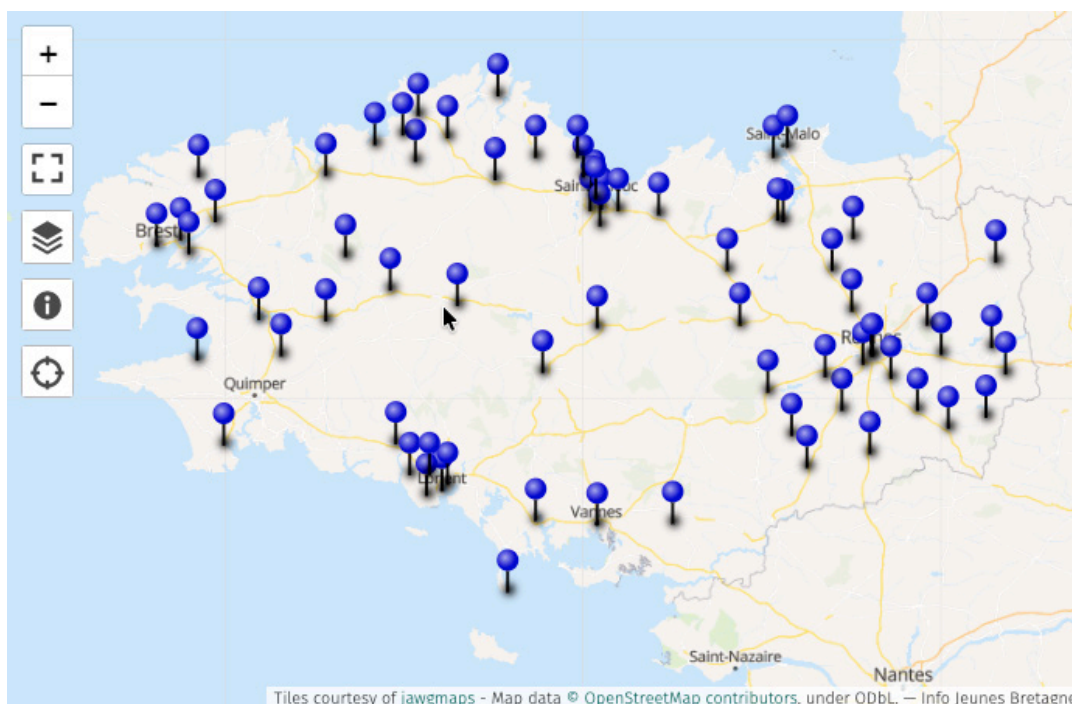 +
−
Saint-Malo
Brest
Quimper
Lorient
Vannes
Saint-Nazaire
Nantes
Tiles courtesy of jawgmaps - Map data © OpenStreetMap contributors, under ODbL. — Info Jeunes Bretagne